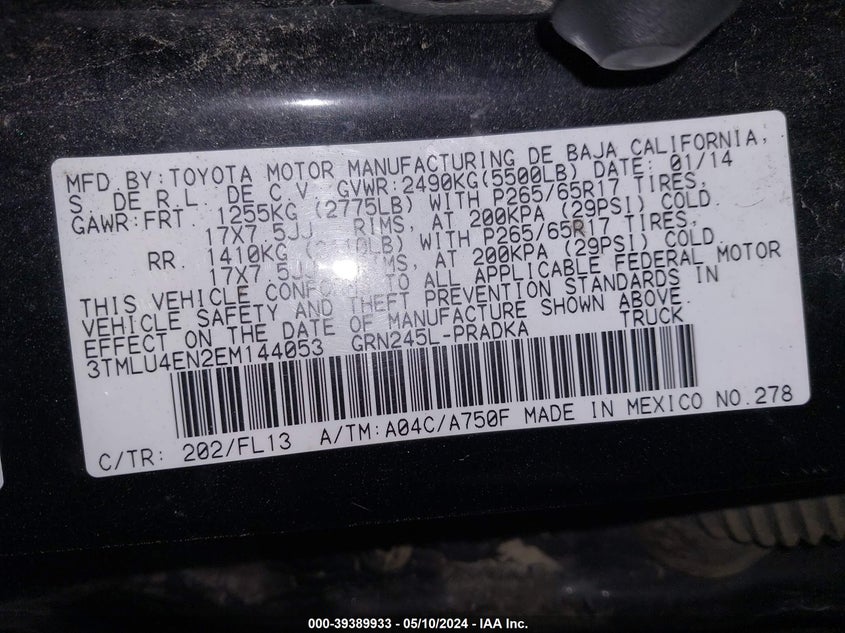 MFD.BY:TOYOTA MOTOR MANUFACTURING DE BAJA CALIFORNIA,
S. DE R.L. DE C.V. GVWR:2490KG(5500LB) DATE: 01/14
GAWR:FRT. 1255KG (2775LB) WITH P265/65R17 TIRES,
17X7.5JJ RIMS, AT 200KPA (29PSI) COLD.
RR. 1410KG WITH P265/65R17 TIRES,
17X7.5JJ RIMS, AT 200KPA (29PSI) COLD.
THIS VEHICLE CONFORMS TO ALL APPLICABLE FEDERAL MOTOR
VEHICLE SAFETY AND THEFT PREVENTION STANDARDS IN
EFFECT ON THE DATE OF MANUFACTURE SHOWN ABOVE.
3TMLU4EN2EM144053 GRN245L-PRADKA TRUCK
C/TR: 202/FL13 A/TM:A04C/A750F MADE IN MEXICO NO.278
000-39389933 - 05/10/2024 - IAA Inc.